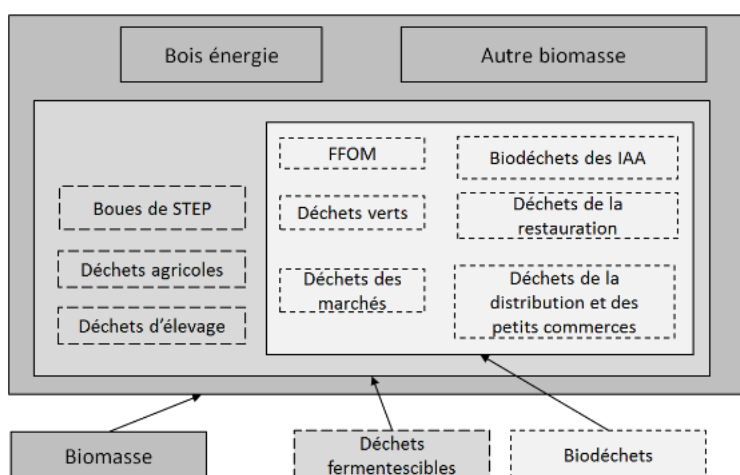 Bois énergie
Autre biomasse
FFOM
Biodéchets des IAA
Boues de STEP
Déchets verts
Déchets de la
restauration
Déchets agricoles
Déchets des
marchés
Déchets de la
distribution et des
petits commerces
Déchets d'élevage
Biomasse
Déchets
fermentescibles
Biodéchets